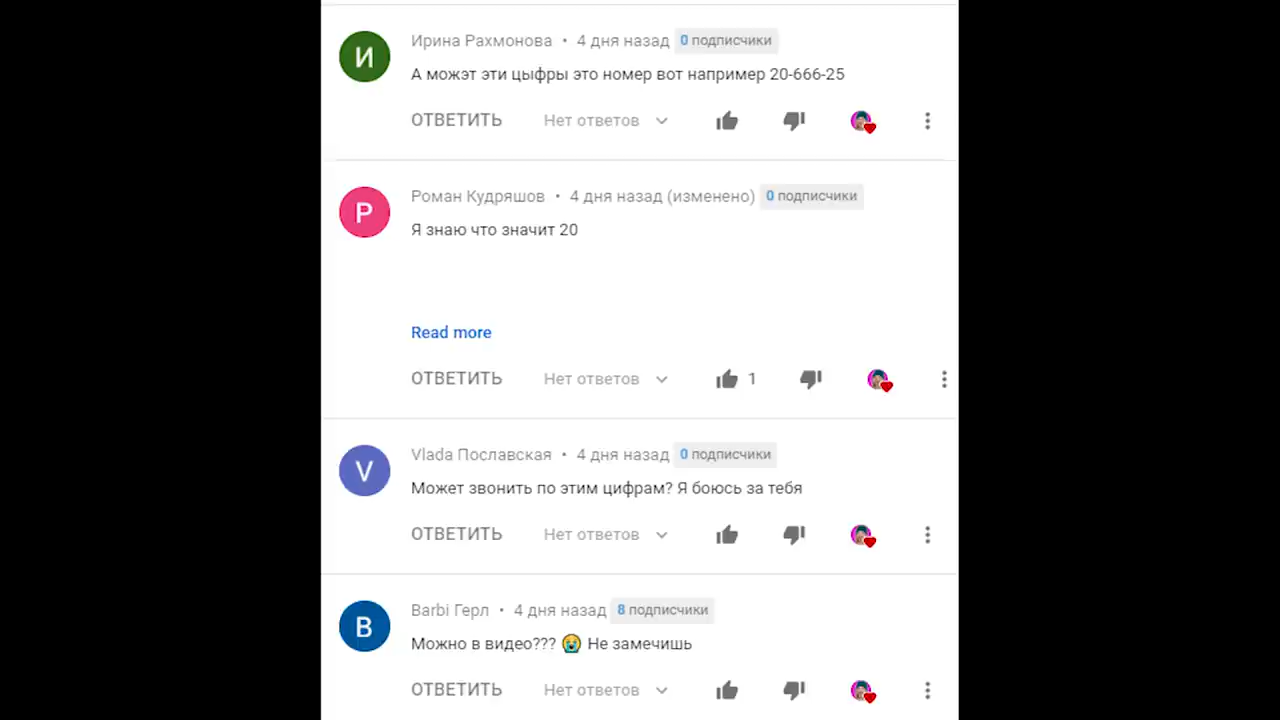 И
Ирина Рахмонова • 4 дня назад 0 подписчики
А можэт эти цыфры это номер вот например 20-666-25
ОТВЕТИТЬ Нет ответов
Р
Роман Кудряшов • 4 дня назад (изменено) 0 подписчики
Я знаю что значит 20
Read more
ОТВЕТИТЬ Нет ответов 1
V
Vlada Пославская • 4 дня назад 0 подписчики
Может звонить по этим цифрам? Я боюсь за тебя
ОТВЕТИТЬ Нет ответов
B
Barbi Герл • 4 дня назад 8 подписчики
Можно в видео??? 😭 Не замечишь
ОТВЕТИТЬ Нет ответов